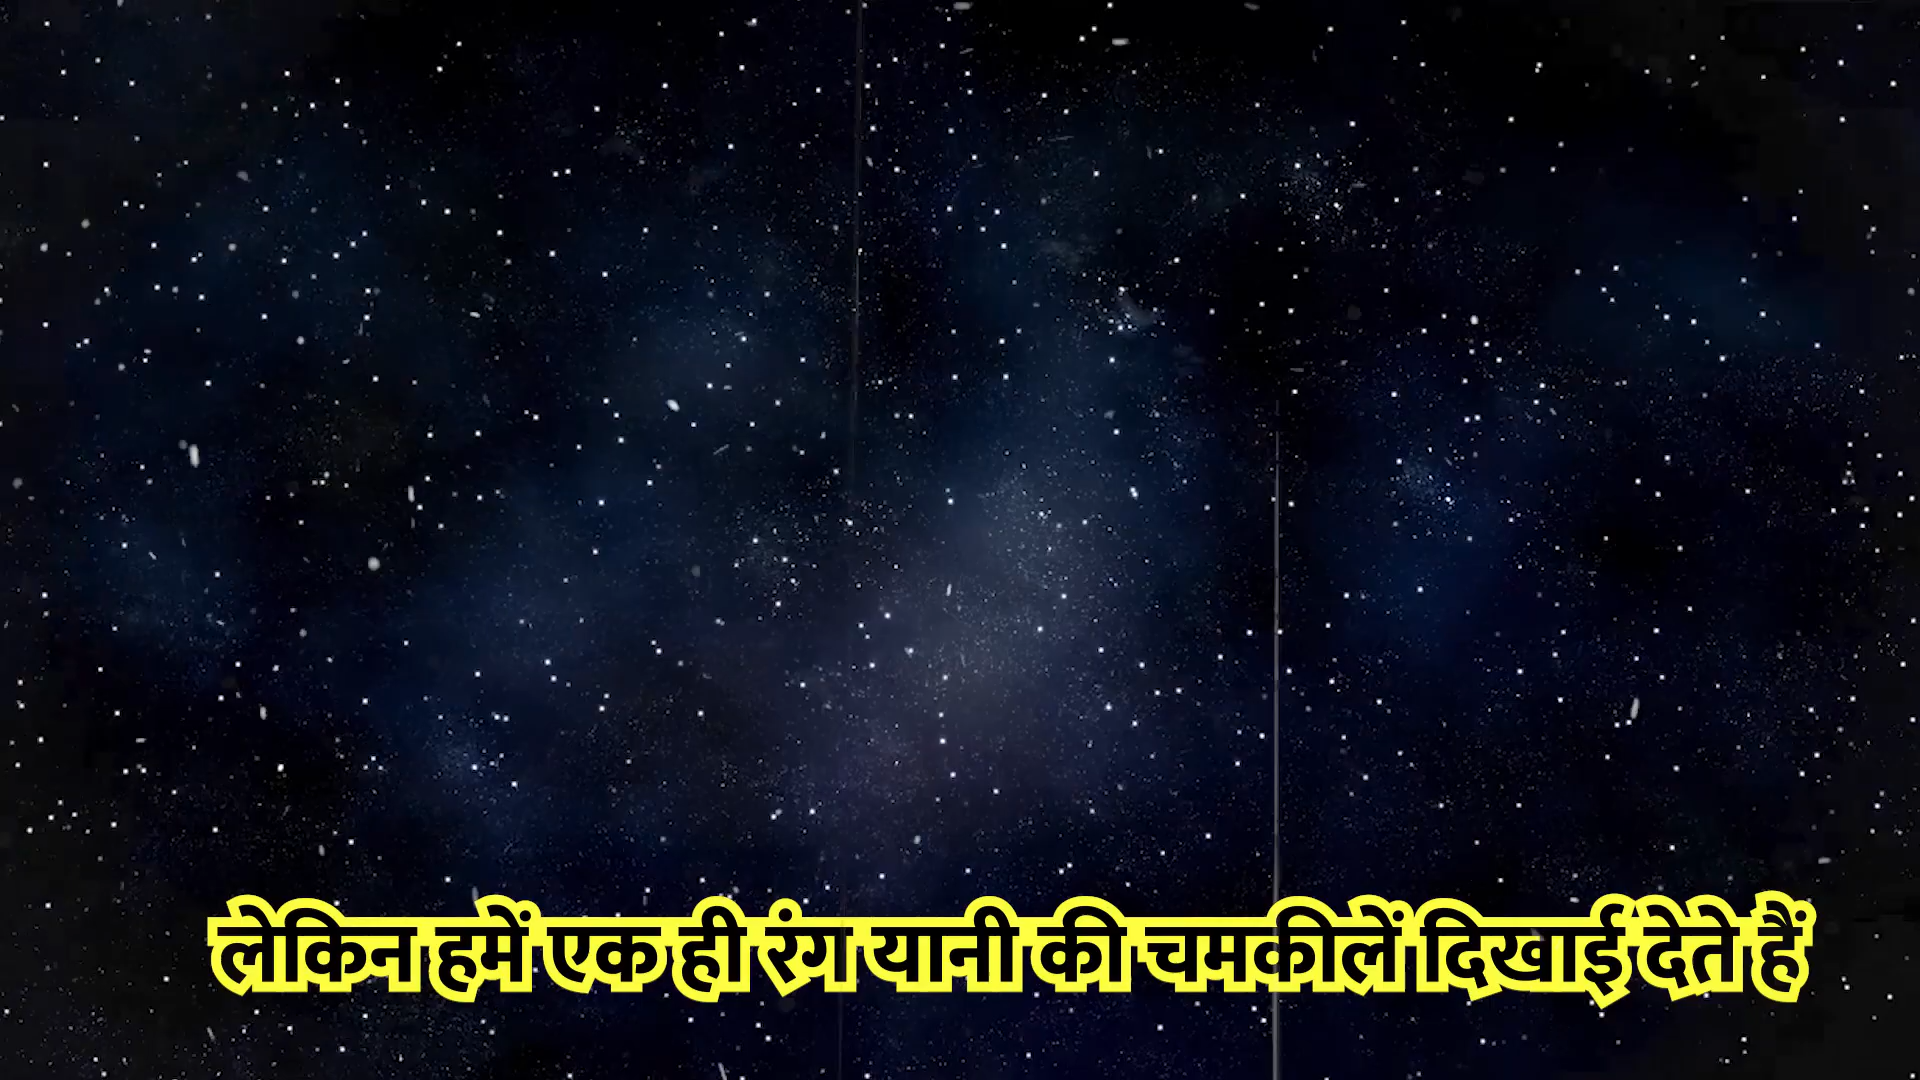 लेकिन हमें एक ही रंग यानी की चमकीलें दिखाई देते हैं